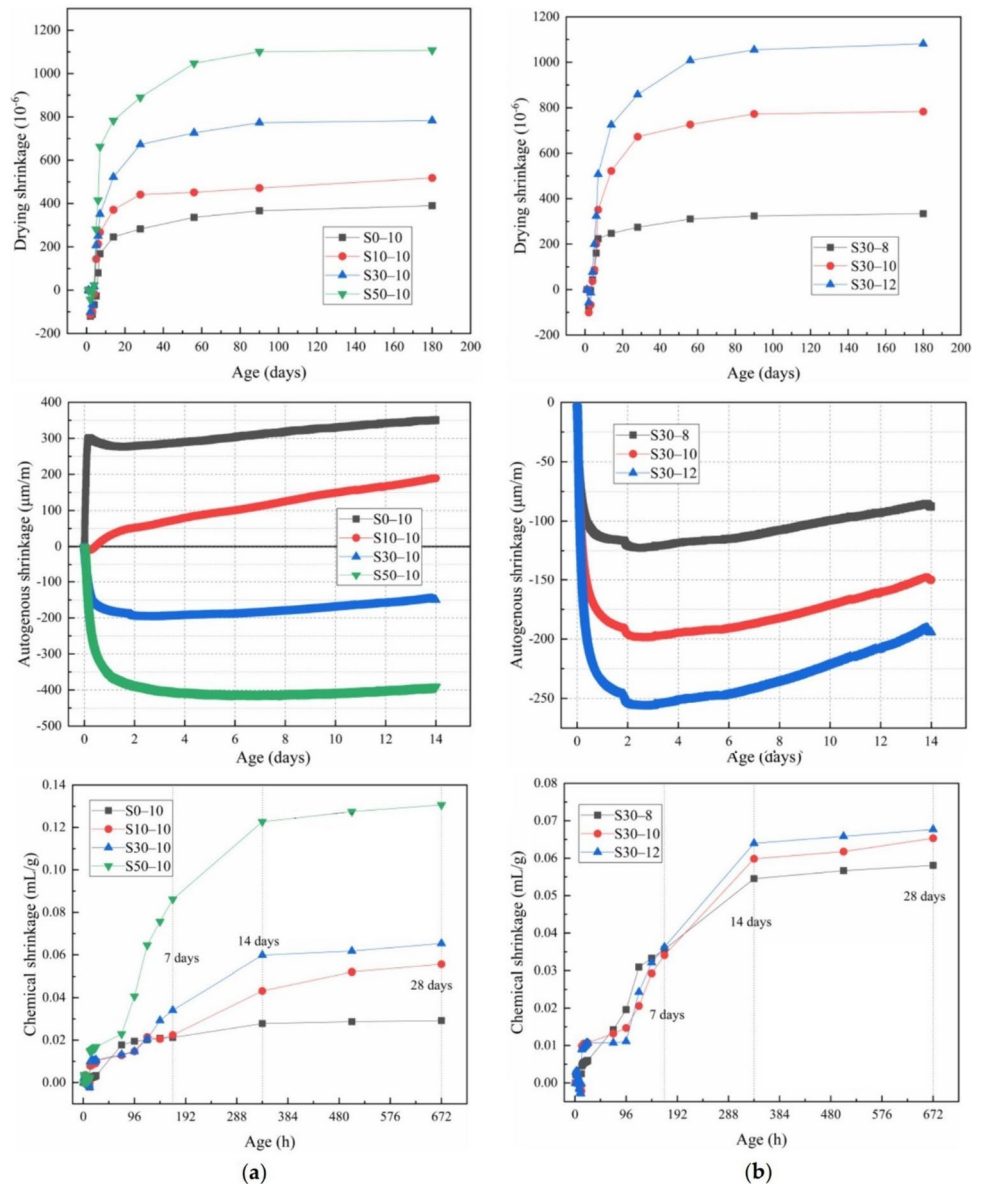 1200
1000
800
600
400
200
0
-200
Drying shrinkage (10-6)
S0–10
S10–10
S30–10
S50–10
0 20 40 60 80 100 120 140 160 180 200
Age (days)
1200
1000
800
600
400
200
0
-200
Drying shrinkage (10-6)
S30–8
S30–10
S30–12
0 20 40 60 80 100 120 140 160 180 200
Age (days)
400
300
200
100
0
-100
-200
-300
-400
-500
Autogenous shrinkage (μm/m)
S0–10
S10–10
S30–10
S50–10
0 2 4 6 8 10 12 14
Age (days)
0
-50
-100
-150
-200
-250
Autogenous shrinkage (μm/m)
S30–8
S30–10
S30–12
0 2 4 6 8 10 12 14
Age (days)
0.14
0.12
0.10
0.08
0.06
0.04
0.02
0.00
Chemical shrinkage (mL/g)
S0–10
S10–10
S30–10
S50–10
7 days
14 days
28 days
0 96 192 288 384 480 576 672
Age (h)
0.08
0.07
0.06
0.05
0.04
0.03
0.02
0.01
0.00
Chemical shrinkage (mL/g)
S30–8
S30–10
S30–12
7 days
14 days
28 days
0 96 192 288 384 480 576 672
Age (h)
(a)
(b)